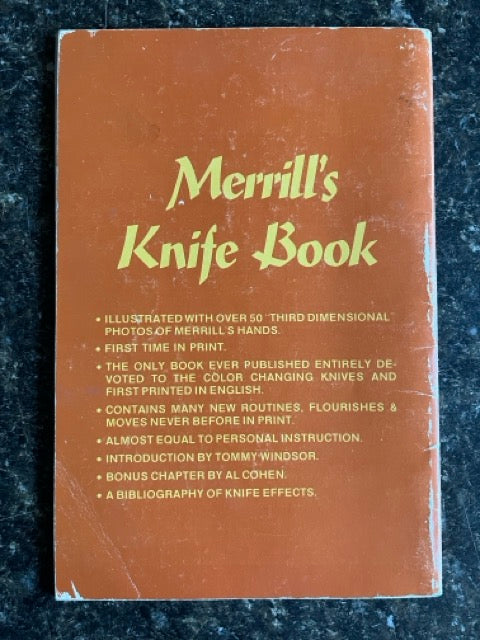 Merrill's
Knife Book
• ILLUSTRATED WITH OVER 50 "THIRD DIMENSIONAL"
PHOTOS OF MERRILL'S HANDS.
• FIRST TIME IN PRINT.
• THE ONLY BOOK EVER PUBLISHED ENTIRELY DE-
VOTED TO THE COLOR CHANGING KNIVES AND
FIRST PRINTED IN ENGLISH.
• CONTAINS MANY NEW ROUTINES, FLOURISHES &
MOVES NEVER BEFORE IN PRINT.
• ALMOST EQUAL TO PERSONAL INSTRUCTION.
• INTRODUCTION BY TOMMY WINDSOR.
• BONUS CHAPTER BY AL COHEN.
• A BIBLIOGRAPHY OF KNIFE EFFECTS.